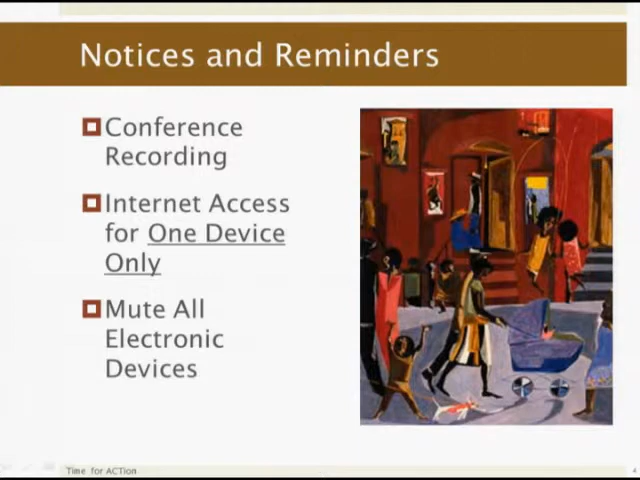 Notices and Reminders
Conference
Recording
Internet Access
for One Device
Only
Mute All
Electronic
Devices
Time for ACTion
4